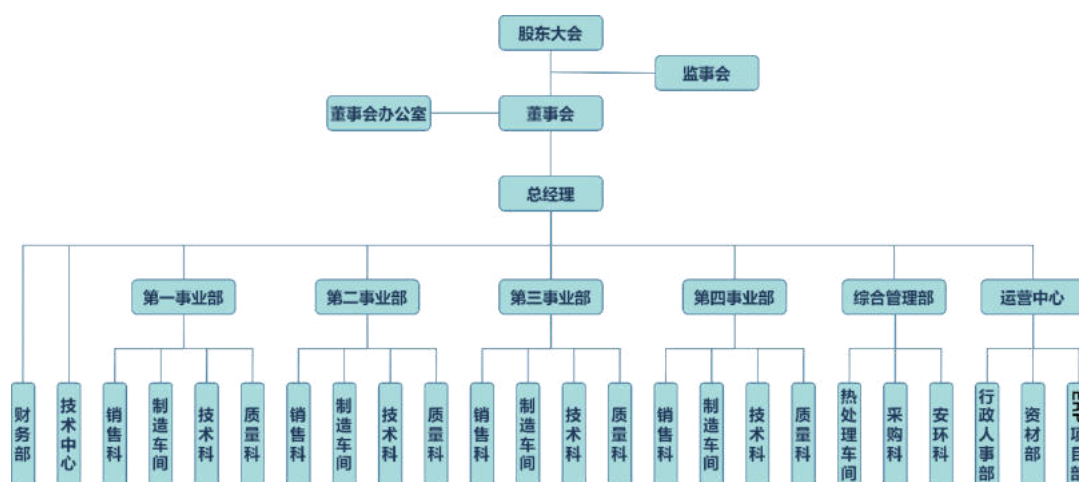 股东大会
监事会
董事会办公室
董事会
总经理
第一事业部
第二事业部
第三事业部
第四事业部
综合管理部
运营中心
财务部
技术中心
销售科
制造车间
技术科
质量科
销售科
制造车间
技术科
质量科
销售科
制造车间
技术科
质量科
销售科
制造车间
技术科
质量科
热处理车间
采购科
安环科
行政人事部
资材部
项目部